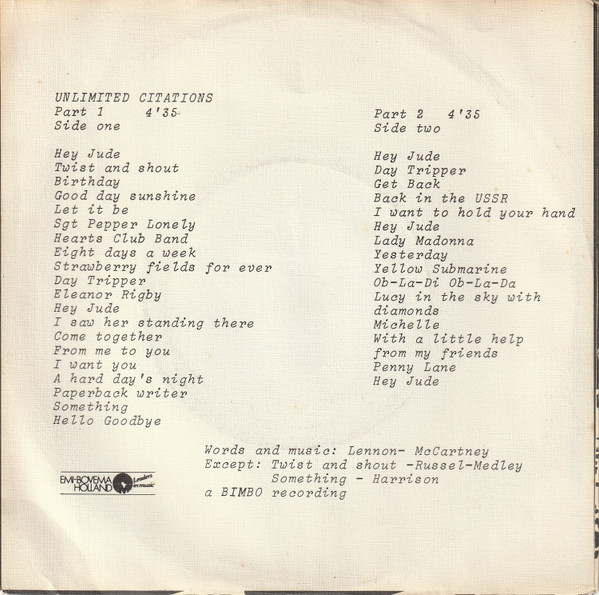 UNLIMITED CITATIONS
Part 1 4'35
Side one
Hey Jude
Twist and shout
Birthday
Good day sunshine
Let it be
Sgt Pepper Lonely
Hearts Club Band
Eight days a week
Strawberry fields for ever
Day Tripper
Eleanor Rigby
Hey Jude
I saw her standing there
Come together
From me to you
I want you
A hard day's night
Paperback writer
Something
Hello Goodbye
Part 2 4'35
Side two
Hey Jude
Day Tripper
Get Back
Back in the USSR
I want to hold your hand
Hey Jude
Lady Madonna
Yesterday
Yellow Submarine
Ob-La-Di Ob-La-Da
Lucy in the sky with
diamonds
Michelle
With a little help
from my friends
Penny Lane
Hey Jude
Words and music: Lennon- McCartney
Except: Twist and shout -Russel-Medley
Something - Harrison
a BIMBO recording
EMI-BOVEMA
HOLLAND
Leaders
in music